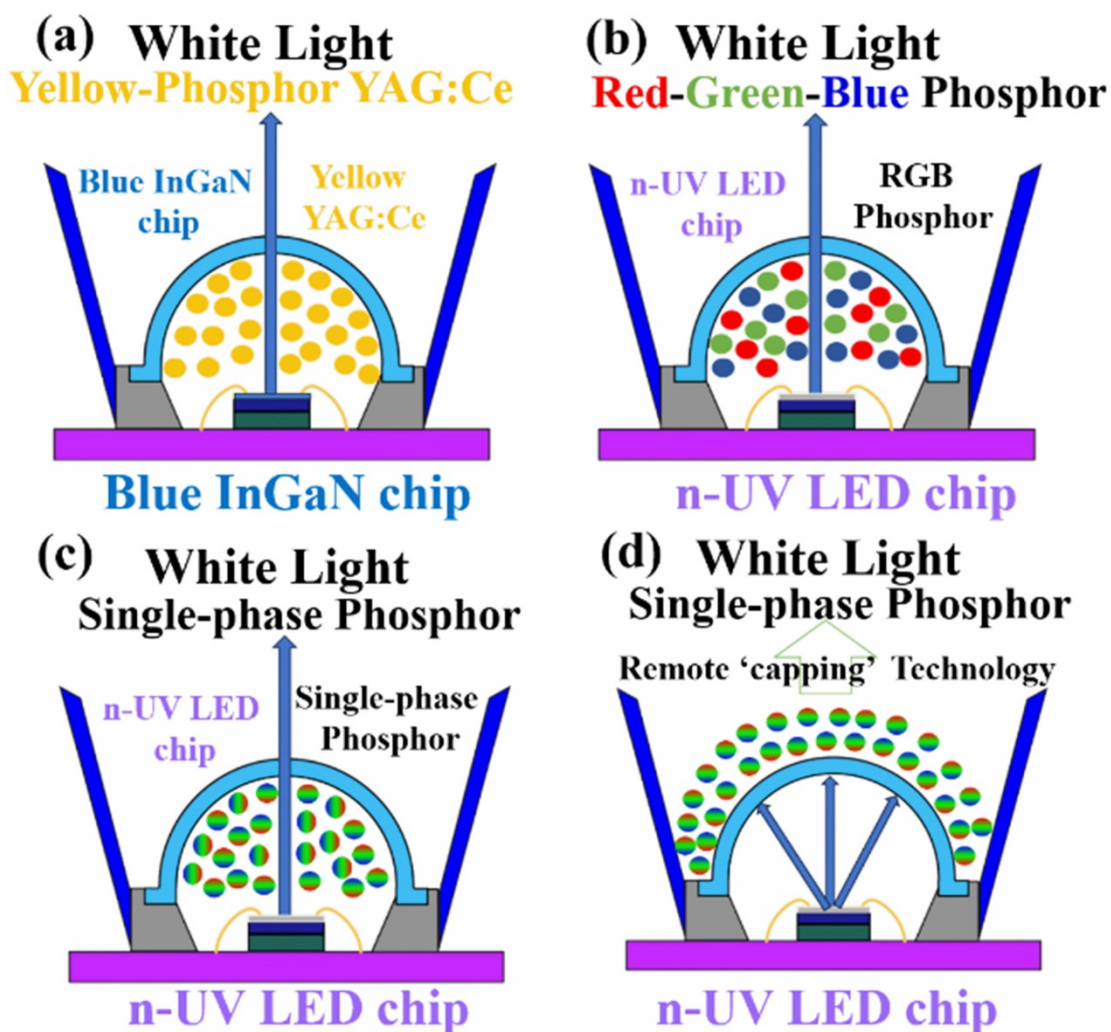 (a) White Light
Yellow-Phosphor YAG:Ce
Blue InGaN
chip
Yellow
YAG:Ce
Blue InGaN chip
(b) White Light
Red-Green-Blue Phosphor
n-UV LED
chip
RGB
Phosphor
n-UV LED chip
(c) White Light
Single-phase Phosphor
n-UV LED
chip
Single-phase
Phosphor
n-UV LED chip
(d) White Light
Single-phase Phosphor
Remote ‘capping’ Technology
n-UV LED chip